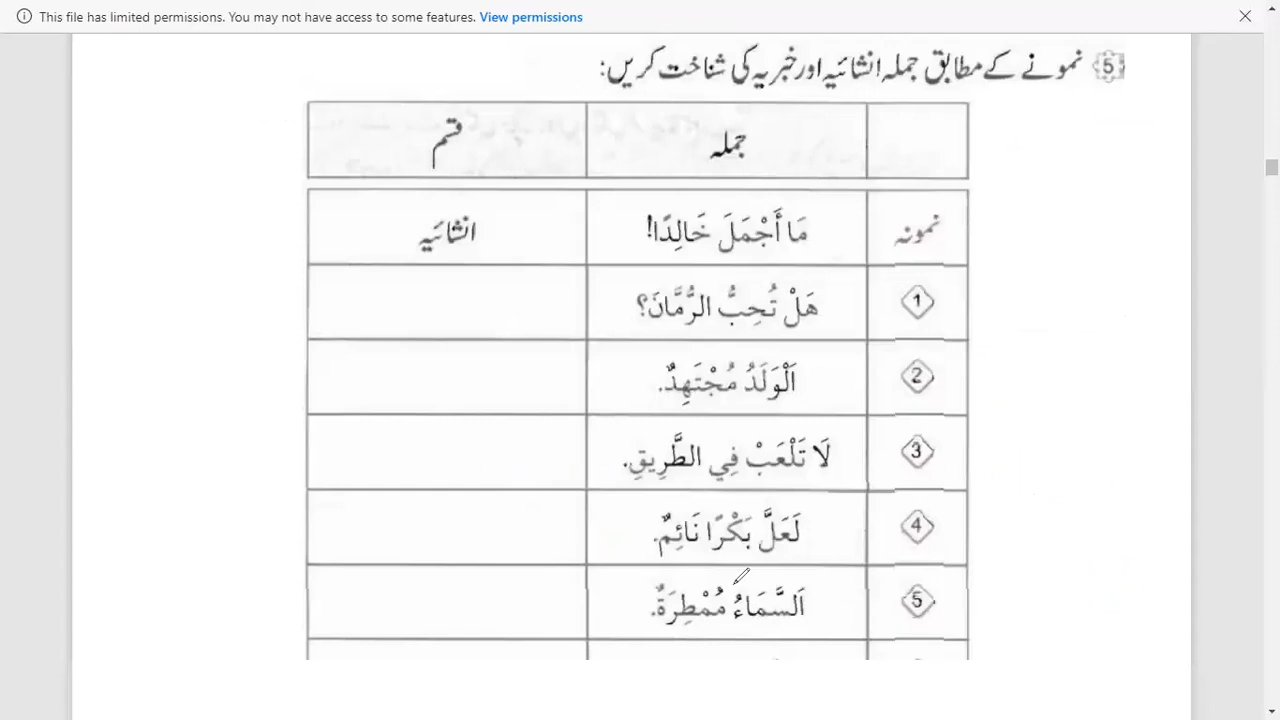 This file has limited permissions. You may not have access to some features. View permissions
5 نمونے کے مطابق جملہ انشائیہ اور خبریہ کی شناخت کریں:
جملہ قسم
نمونہ مَا أَجْمَلَ خَالِدًا! انشائیہ
1 هَلْ تُحِبُّ الرُّمَّانَ؟
2 اَلْوَلَدُ مُجْتَهِدٌ.
3 لَا تَلْعَبْ فِي الطَّرِيقِ.
4 لَعَلَّ بَكْرًا نَائِمٌ.
5 اَلسَّمَاءُ مُمْطِرَةٌ.